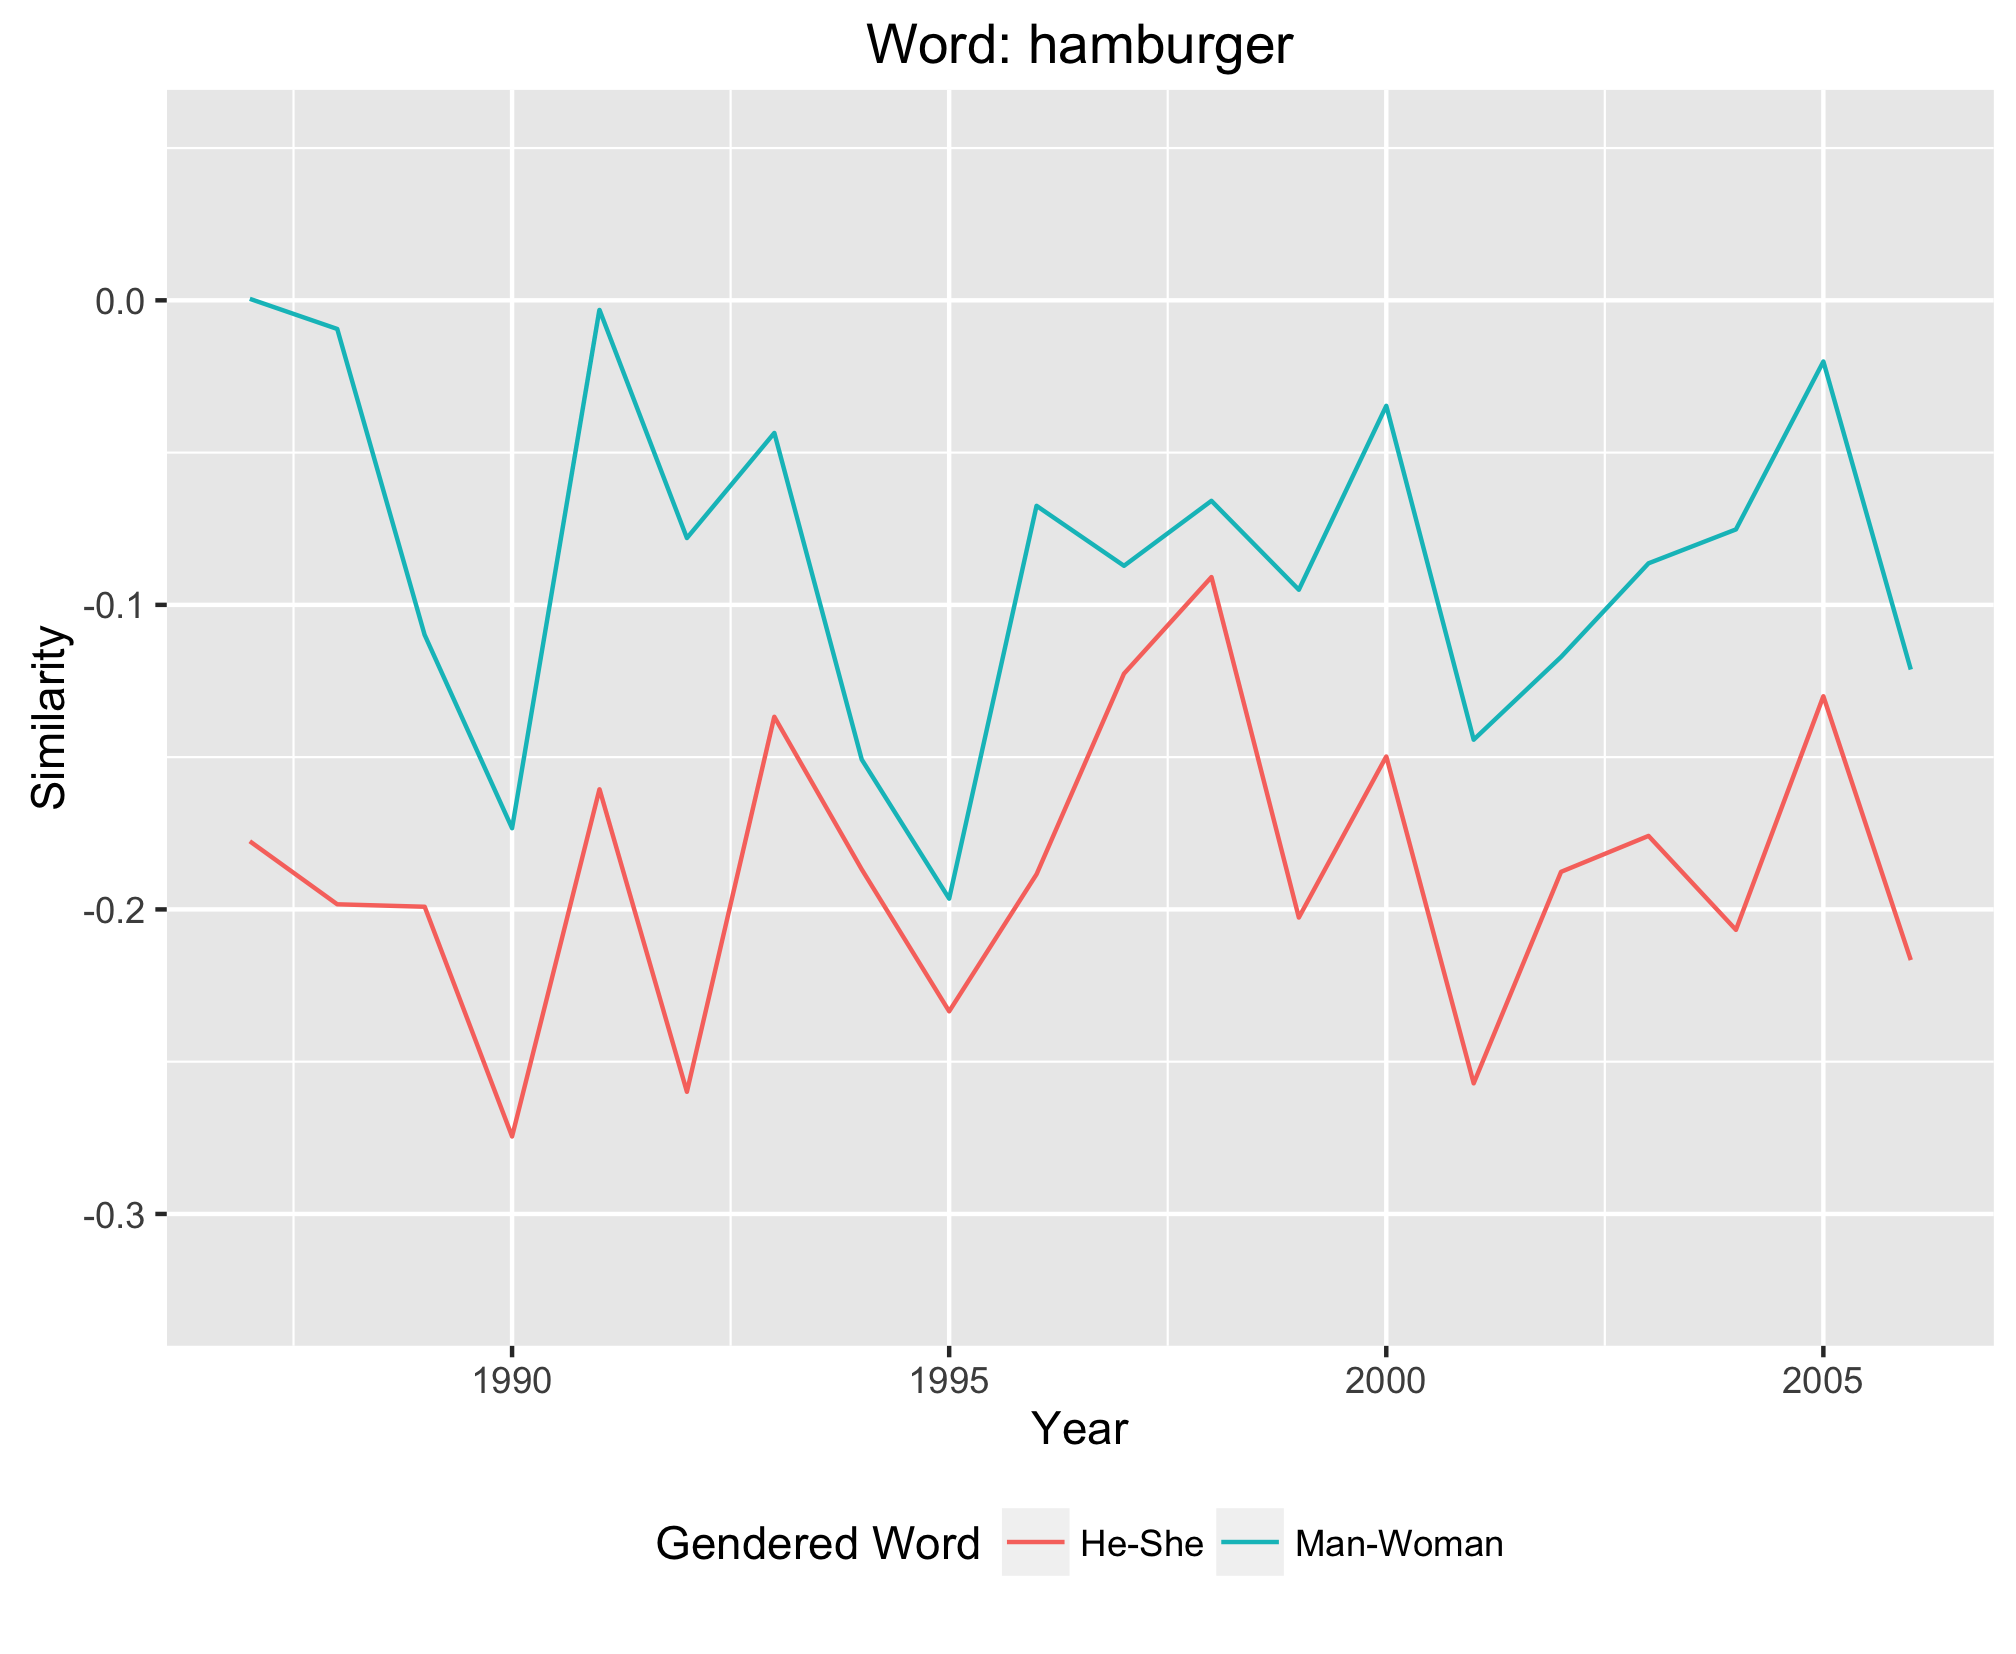 Word: hamburger
Similarity
0.0
-0.1
-0.2
-0.3
1990 1995 2000 2005
Year
Gendered Word He-She Man-Woman